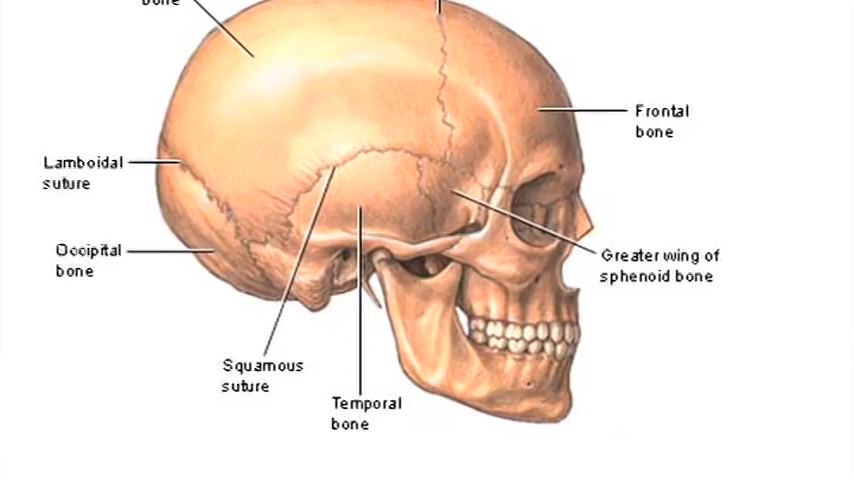 bone
Frontal
bone
Lamboidal
suture
Occipital
bone
Greater wing of
sphenoid bone
Squamous
suture
Temporal
bone